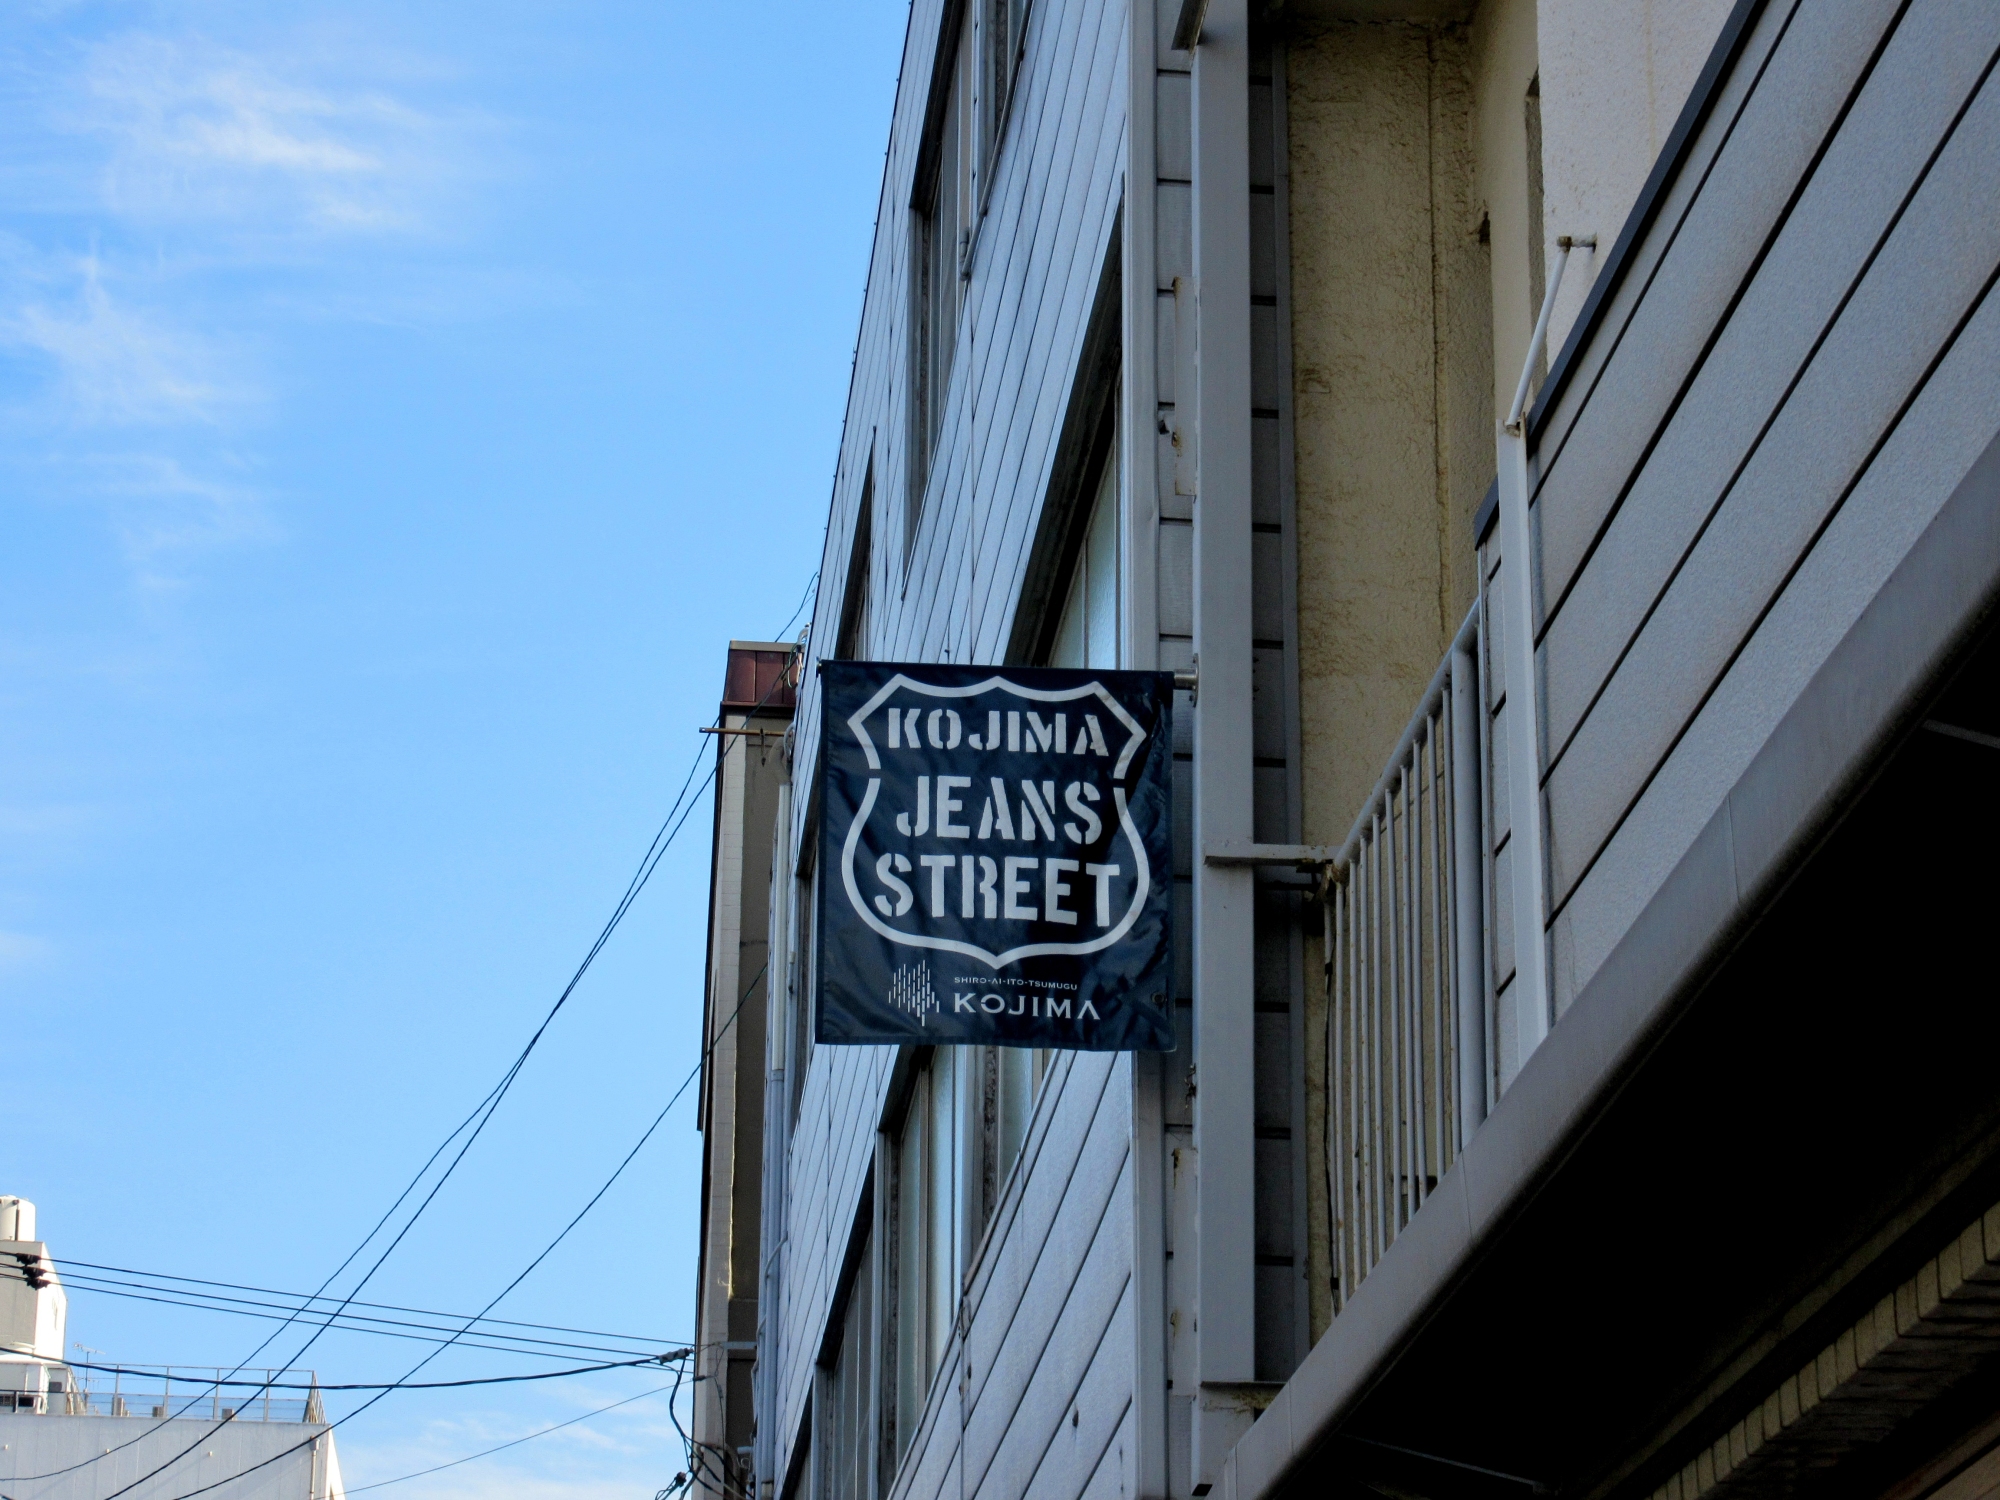 KOJIMA
JEANS
STREET
SHIRO-AI-ITO-TSUMUGU
KOJIMA